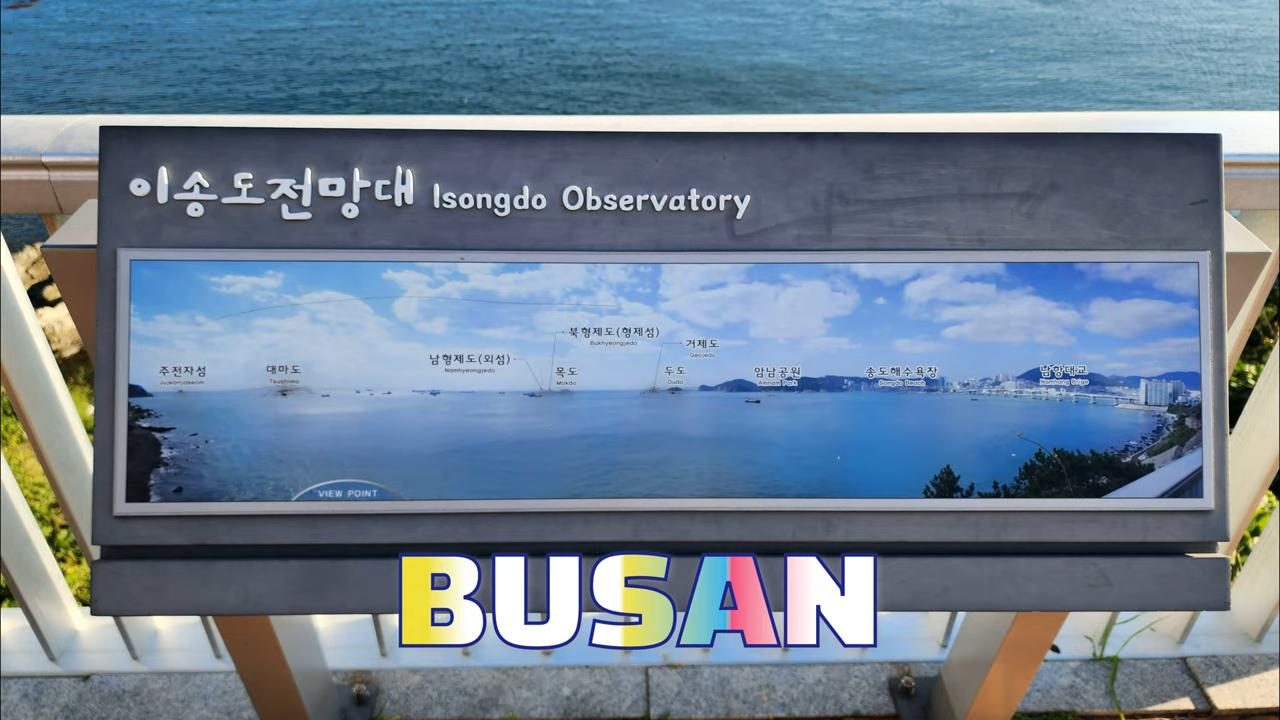 이송도전망대 Isongdo Observatory
북형제도(형제섬)
Bukhyeongjedo
거제도
Geojedo
남형제도(외섬)
Namhyeongjedo
주전자섬
Jujeonjaseom
대마도
Tsushima
목도
Mokdo
두도
Dudo
암남공원
Amnam Park
송도해수욕장
Songdo Beach
남항대교
Namhang Brige
VIEW POINT
BUSAN